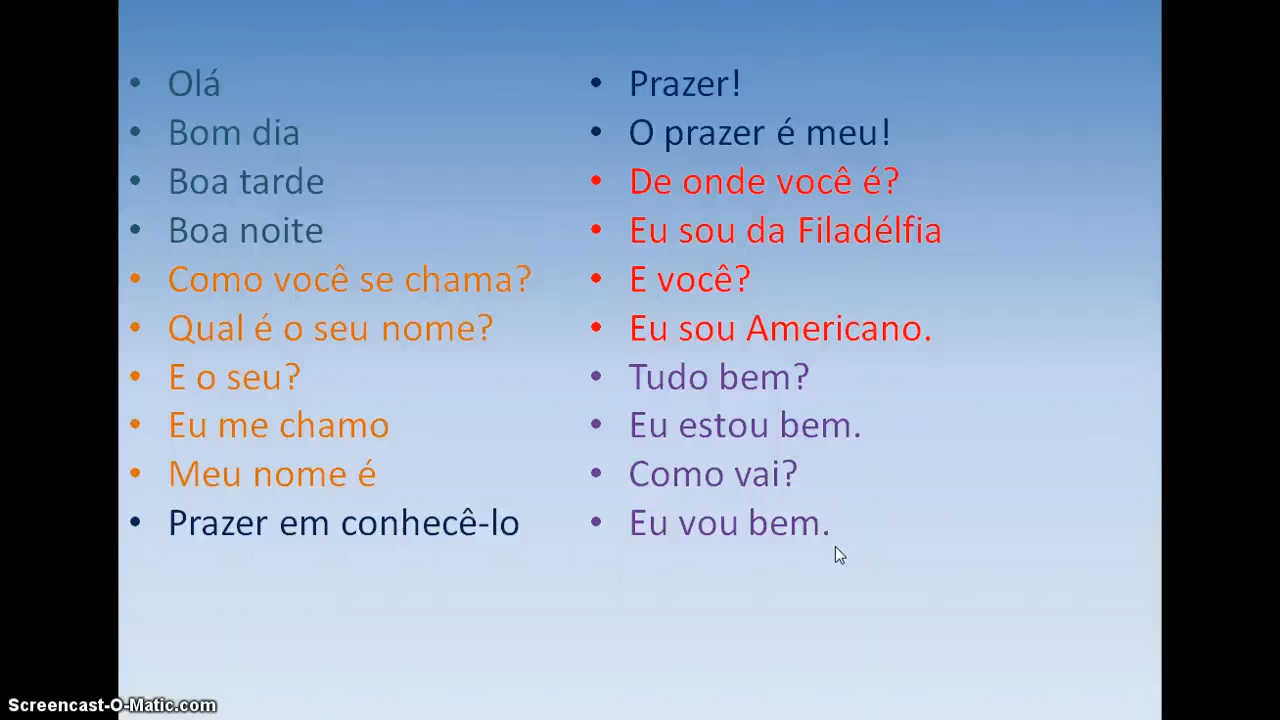 Olá
Bom dia
Boa tarde
Boa noite
Como você se chama?
Qual é o seu nome?
E o seu?
Eu me chamo
Meu nome é
Prazer em conhecê-lo
Prazer!
O prazer é meu!
De onde você é?
Eu sou da Filadélfia
E você?
Eu sou Americano.
Tudo bem?
Eu estou bem.
Como vai?
Eu vou bem.
Screencast-O-Matic.com